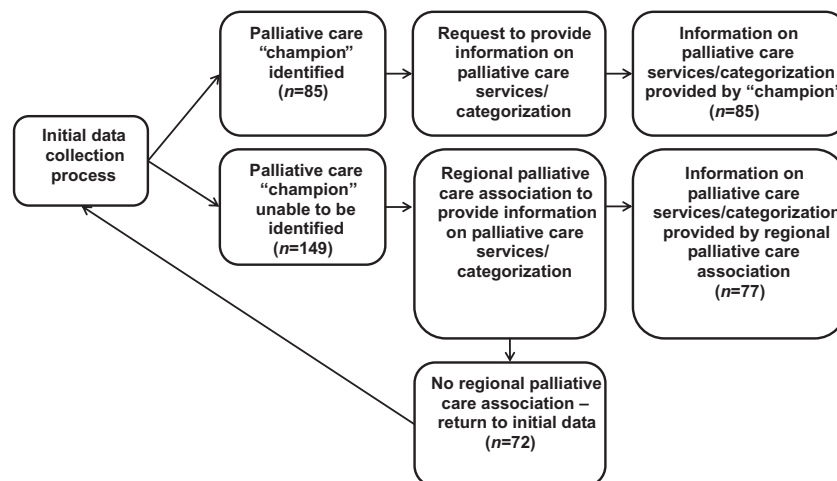 Palliative care
“champion”
identified
(n=85)
Request to provide
information on
palliative care
services/
categorization
Information on
palliative care
services/categorization
provided by “champion”
(n=85)
Initial data
collection
process
Palliative care
“champion”
unable to be
identified
(n=149)
Regional palliative
care association to
provide information
on palliative care
services/
categorization
Information on
palliative care
services/categorization
provided by regional
palliative care
association
(n=77)
No regional palliative
care association –
return to initial data
(n=72)